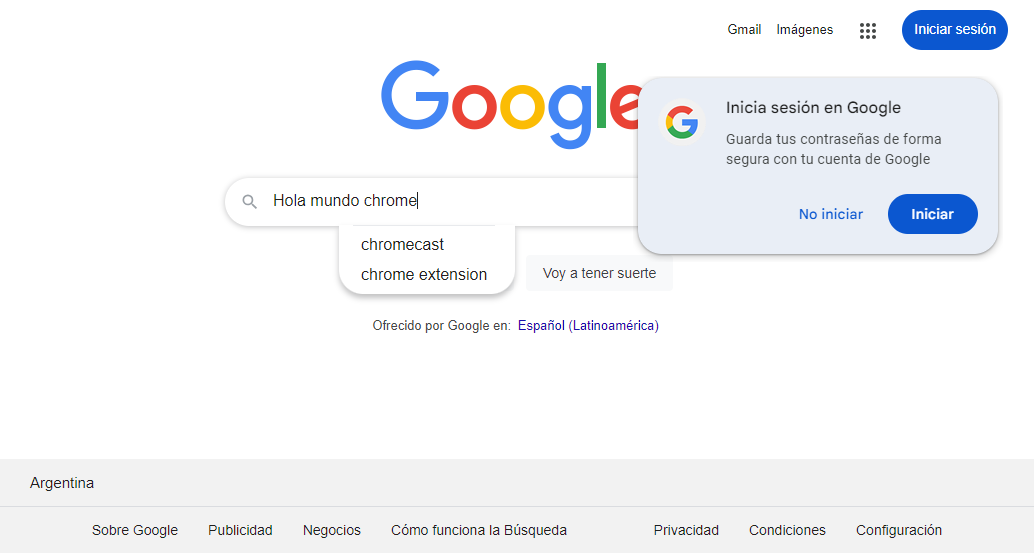 Gmail Imágenes Iniciar sesión
Google
Inicia sesión en Google
Guarda tus contraseñas de forma
segura con tu cuenta de Google
No iniciar Iniciar
Hola mundo chrome
chromecast
chrome extension
Voy a tener suerte
Ofrecido por Google en: Español (Latinoamérica)
Argentina
Sobre Google Publicidad Negocios Cómo funciona la Búsqueda Privacidad Condiciones Configuración